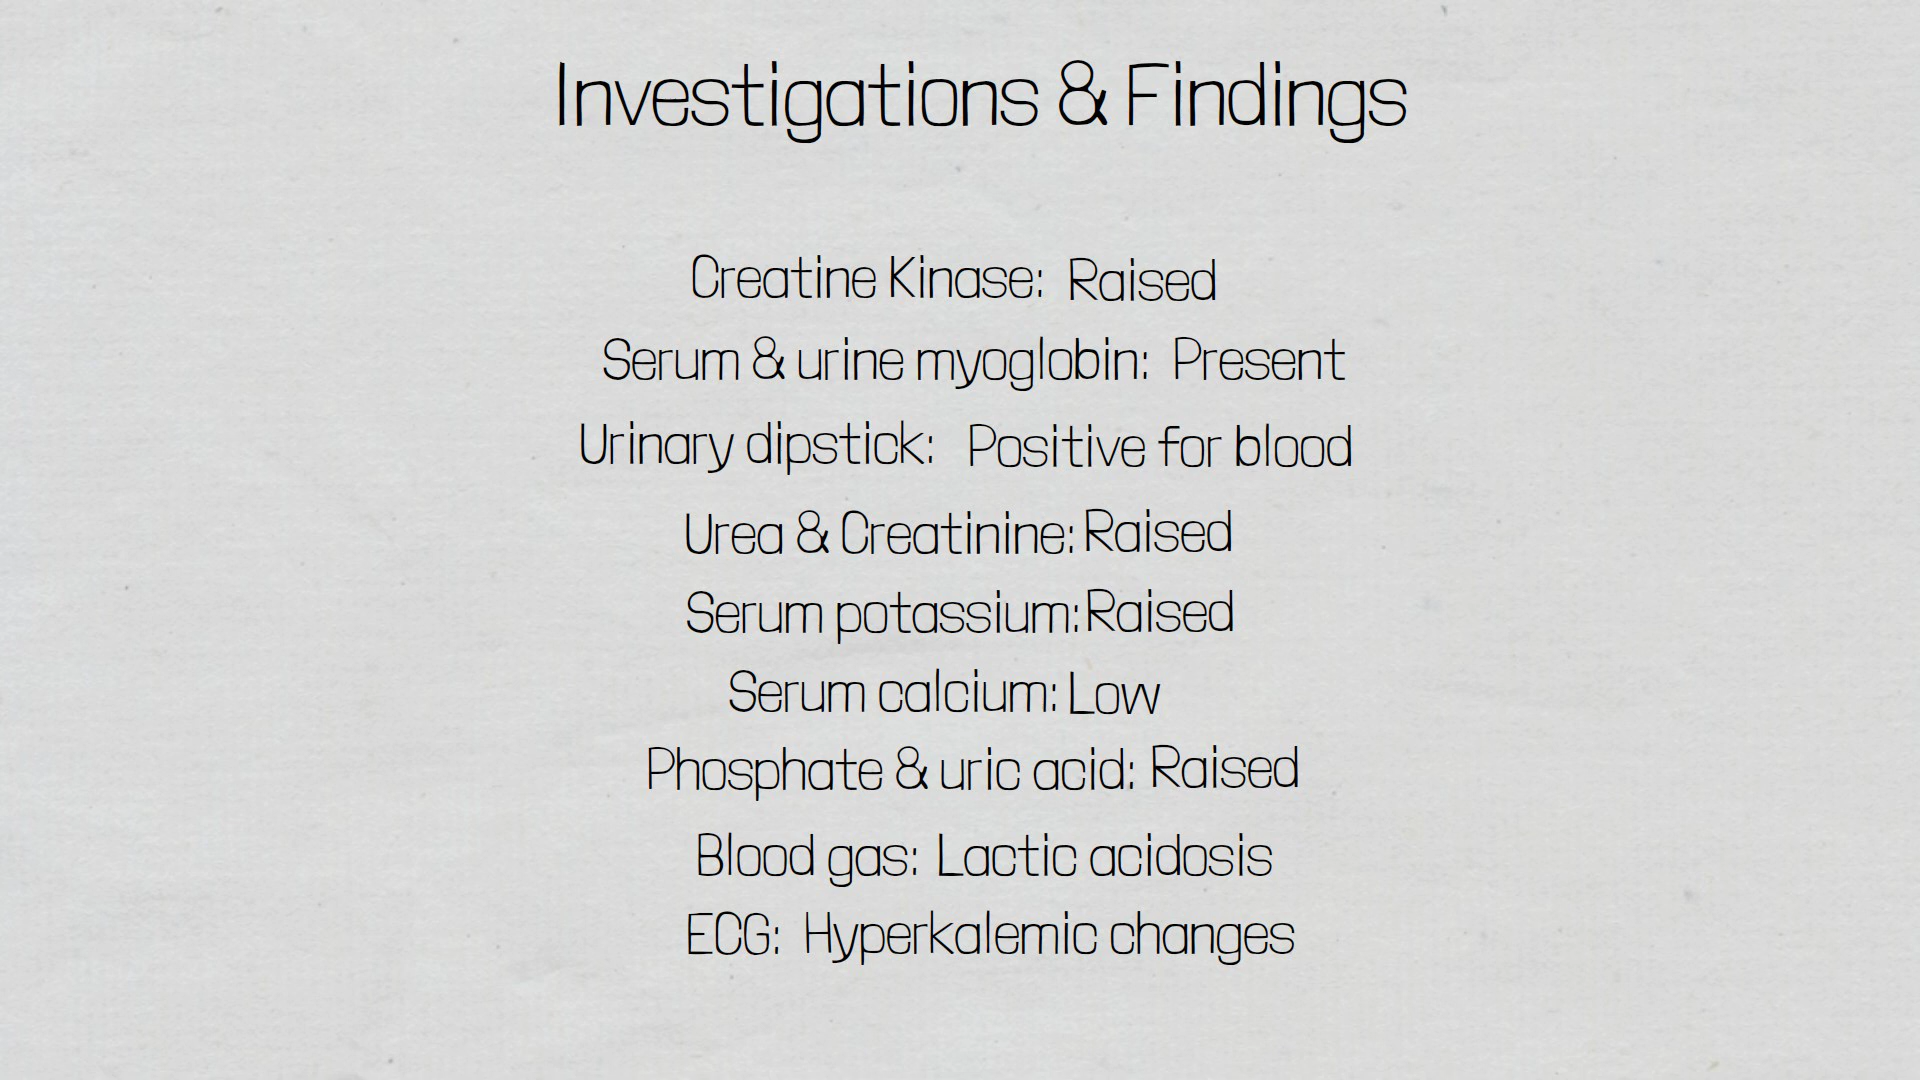 Investigations & Findings
Creatine Kinase: Raised
Serum & urine myoglobin: Present
Urinary dipstick: Positive for blood
Urea & Creatinine: Raised
Serum potassium: Raised
Serum calcium: Low
Phosphate & uric acid: Raised
Blood gas: Lactic acidosis
ECG: Hyperkalemic changes